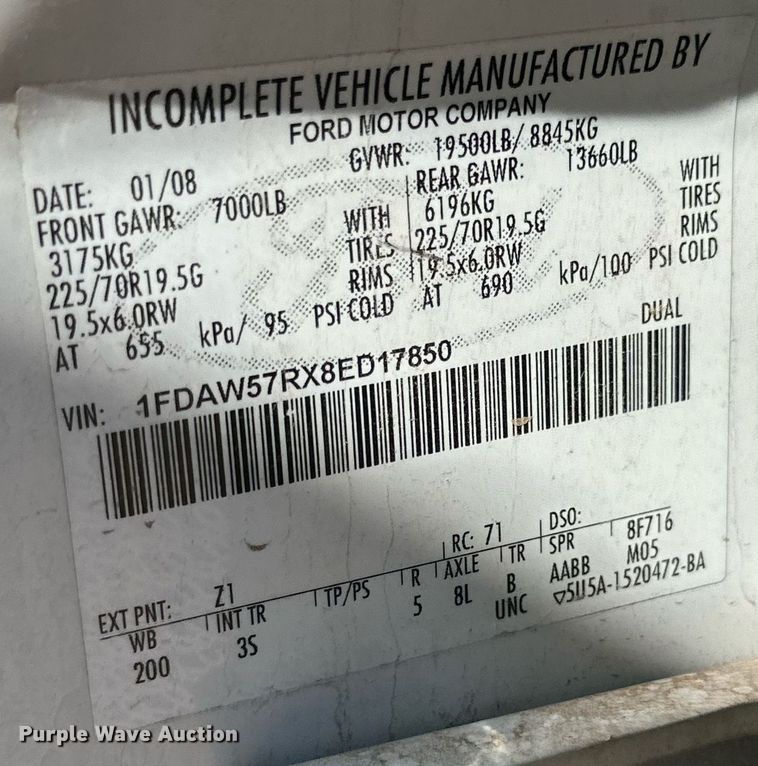 INCOMPLETE VEHICLE MANUFACTURED BY
FORD MOTOR COMPANY
DATE: 01/08 GVWR: 19500LB/ 8845KG
FRONT GAWR: 7000LB REAR GAWR: 13660LB
3175KG WITH 6196KG WITH
225/70R19.5G TIRES 225/70R19.5G TIRES
19.5x6.0RW RIMS 19.5x6.0RW RIMS
AT 655 kPa/ 95 PSI COLD AT 690 kPa/100 PSI COLD
DUAL
VIN: 1FDAW57RX8ED17850
EXT PNT: Z1 RC: 71 DSO:
WB INT TR TP/PS R AXLE TR SPR 8F716
200 3S 5 8L B AABB M05
UNC ▽5U5A-1520472-BA
Purple Wave Auction